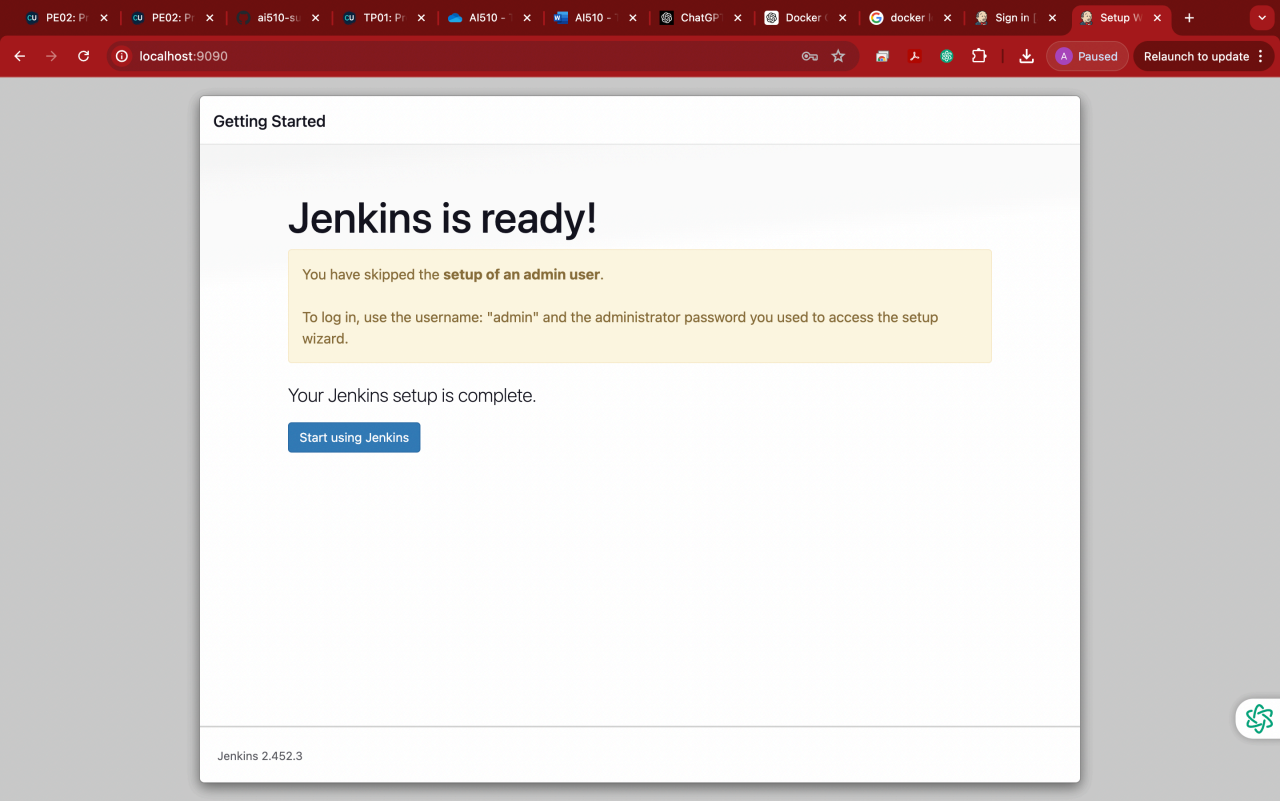 PE02: Pr
PE02: Pr
ai510-su
TP01: Pr
AI510 - T
AI510 - T
ChatGPT
Docker
docker
Sign in [
Setup W
localhost:9090
A
Paused
Relaunch to update
Getting Started
Jenkins is ready!
You have skipped the setup of an admin user.
To log in, use the username: "admin" and the administrator password you used to access the setup
wizard.
Your Jenkins setup is complete.
Start using Jenkins
Jenkins 2.452.3